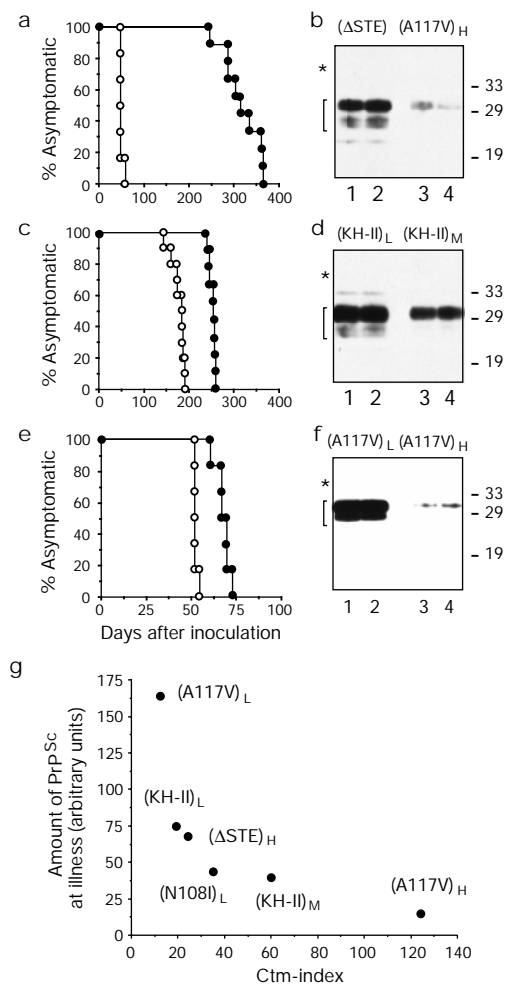 a
% Asymptomatic
100
80
60
40
20
0
0 100 200 300 400
b
(ΔSTE) (A117V)H
*
- 33
- 29
- 19
1 2 3 4
c
% Asymptomatic
100
80
60
40
20
0
0 100 200 300 400
d
(KH-II)L (KH-II)M
*
- 33
- 29
- 19
1 2 3 4
e
% Asymptomatic
100
80
60
40
20
0
0 25 50 75 100
Days after inoculation
f
(A117V)L (A117V)H
*
- 33
- 29
- 19
1 2 3 4
g
Amount of PrPSc
at illness (arbitrary units)
175
150
125
100
75
50
25
0
(A117V)L
(KH-II)L
(ΔSTE)H
(N108I)L
(KH-II)M
(A117V)H
0 20 40 60 80 100 120 140
Ctm-index